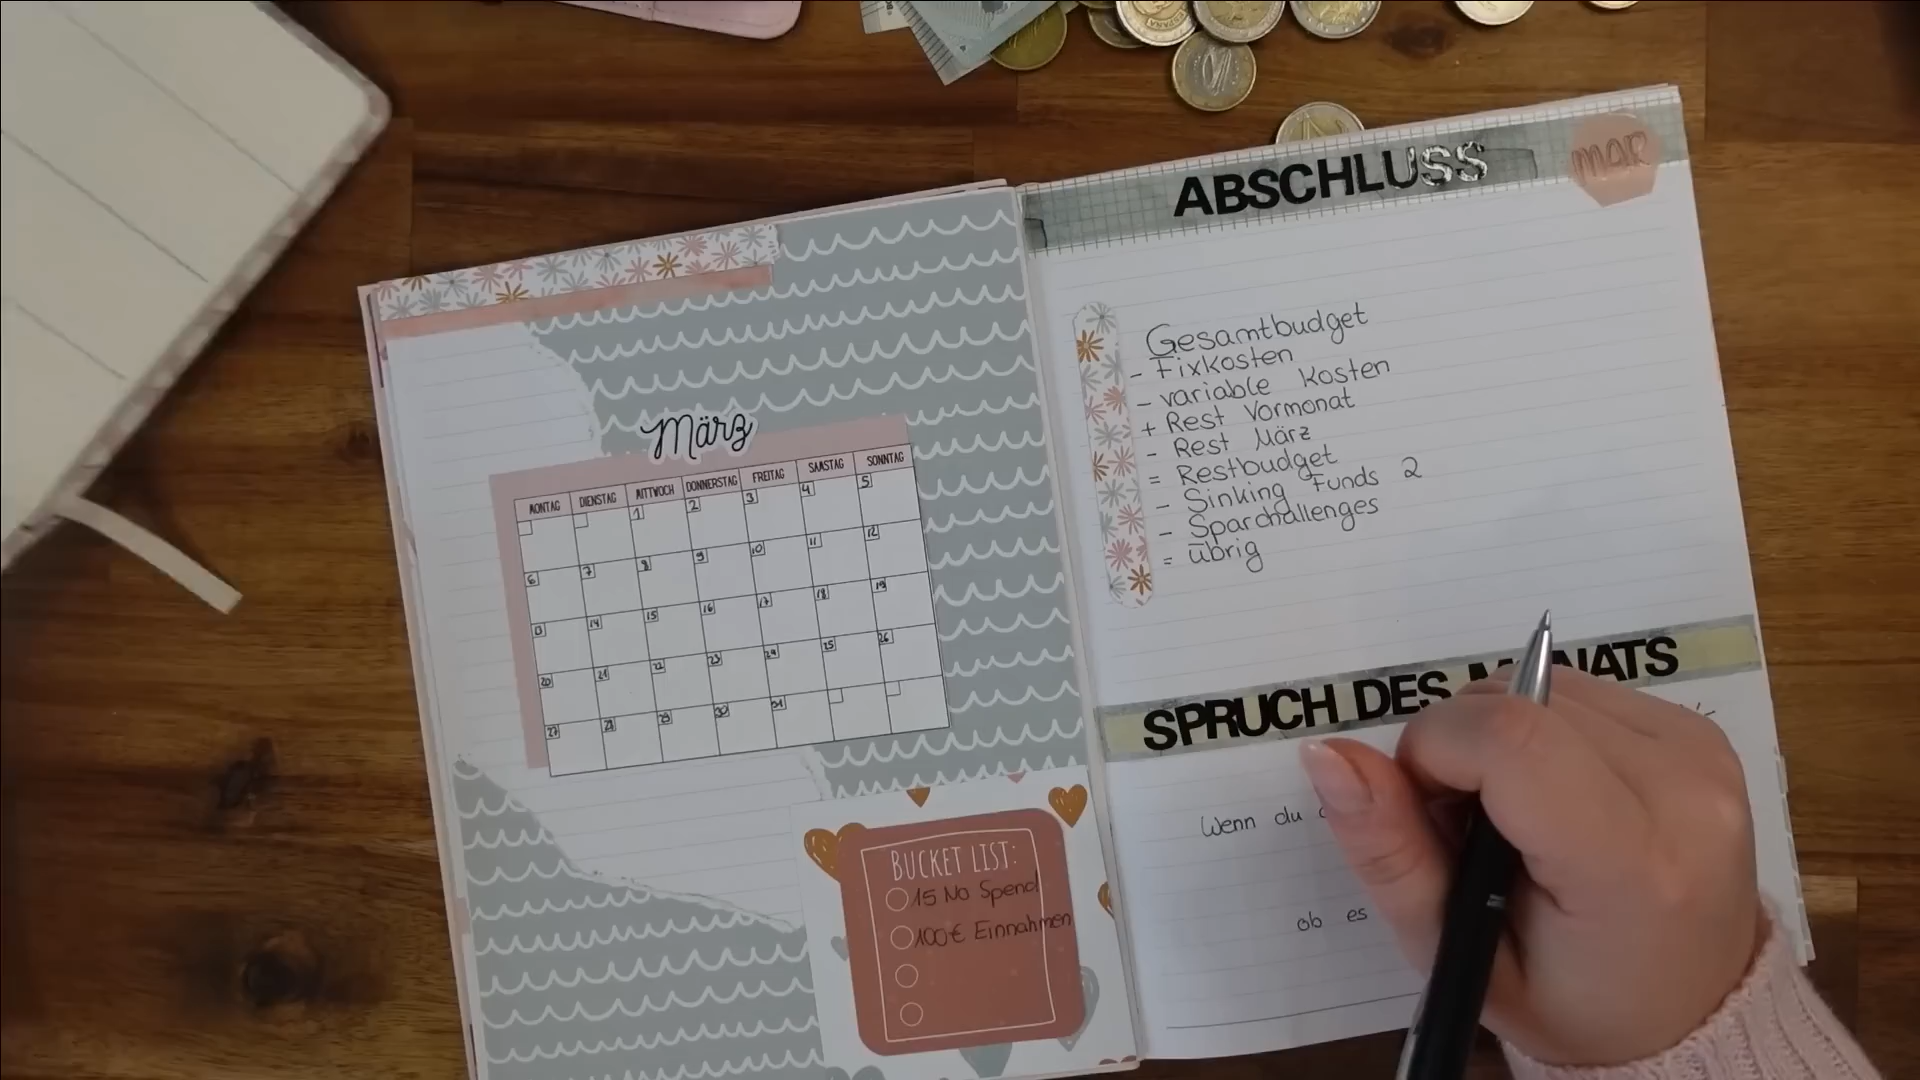 März
MONTAG DIENSTAG MITTWOCH DONNERSTAG FREITAG SAMSTAG SONNTAG
1 2 3 4 5
6 7 8 9 10 11 12
13 14 15 16 17 18 19
20 21 22 23 24 25 26
27 28 29 30 31
BUCKET LIST:
15 No Spend
100€ Einnahmen
ABSCHLUSS
MAR
Gesamtbudget
- Fixkosten
- variable Kosten
+ Rest Vormonat
- Rest März
= Restbudget
- Sinking Funds 2
- Sparchallenges
= übrig
SPRUCH DES NATS
Wenn du
ob es